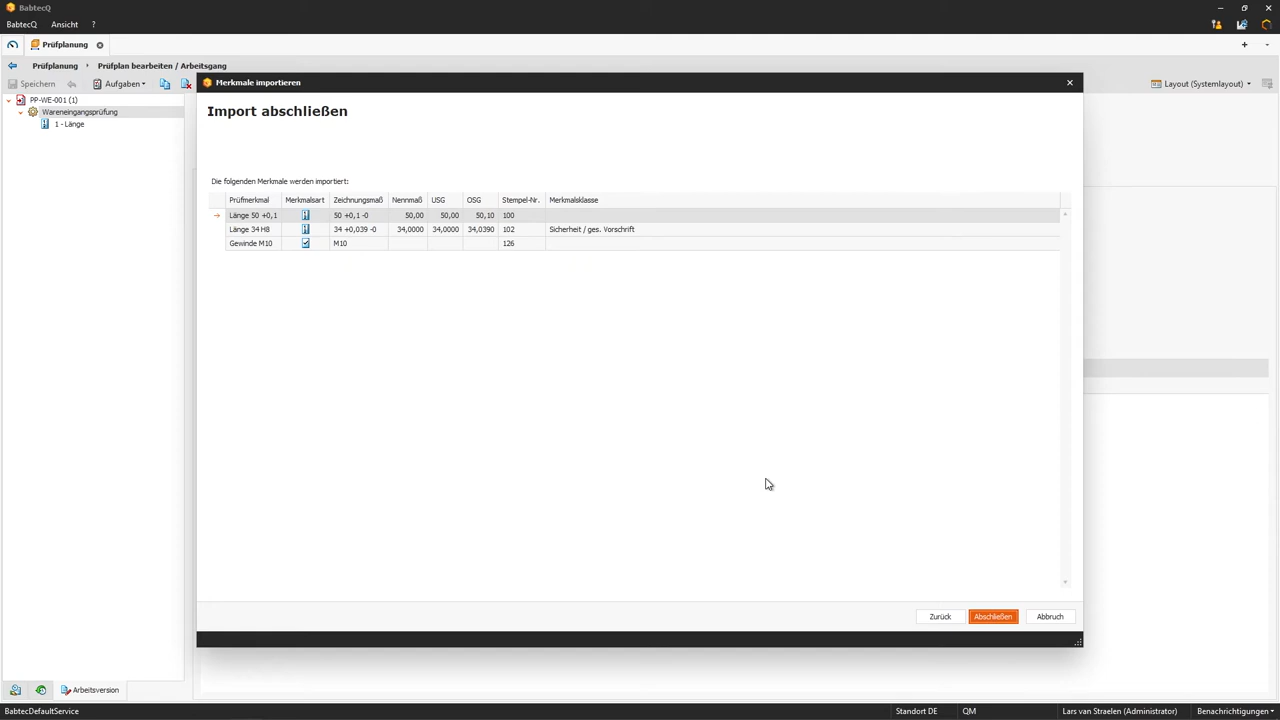 BabtecQ
BabtecQ Ansicht ?
Prüfplanung
Prüfplanung › Prüfplan bearbeiten / Arbeitsgang
Speichern Aufgaben Layout (Systemlayout)
PP-WE-001 (1)
Wareneingangsprüfung
1 - Länge
Merkmale importieren
Import abschließen
Die folgenden Merkmale werden importiert:
Prüfmerkmal Merkmalsart Zeichnungsmaß Nennmaß USG OSG Stempel-Nr. Merkmalsklasse
Länge 50 +0,1 50 +0,1 -0 50,00 50,00 50,10 100
Länge 34 H8 34 +0,039 -0 34,0000 34,0000 34,0390 102 Sicherheit / ges. Vorschrift
Gewinde M10 M10 126
Zurück Abschließen Abbruch
Arbeitsversion
BabtecDefaultService Standort DE QM Lars van Straelen (Administrator) Benachrichtigungen